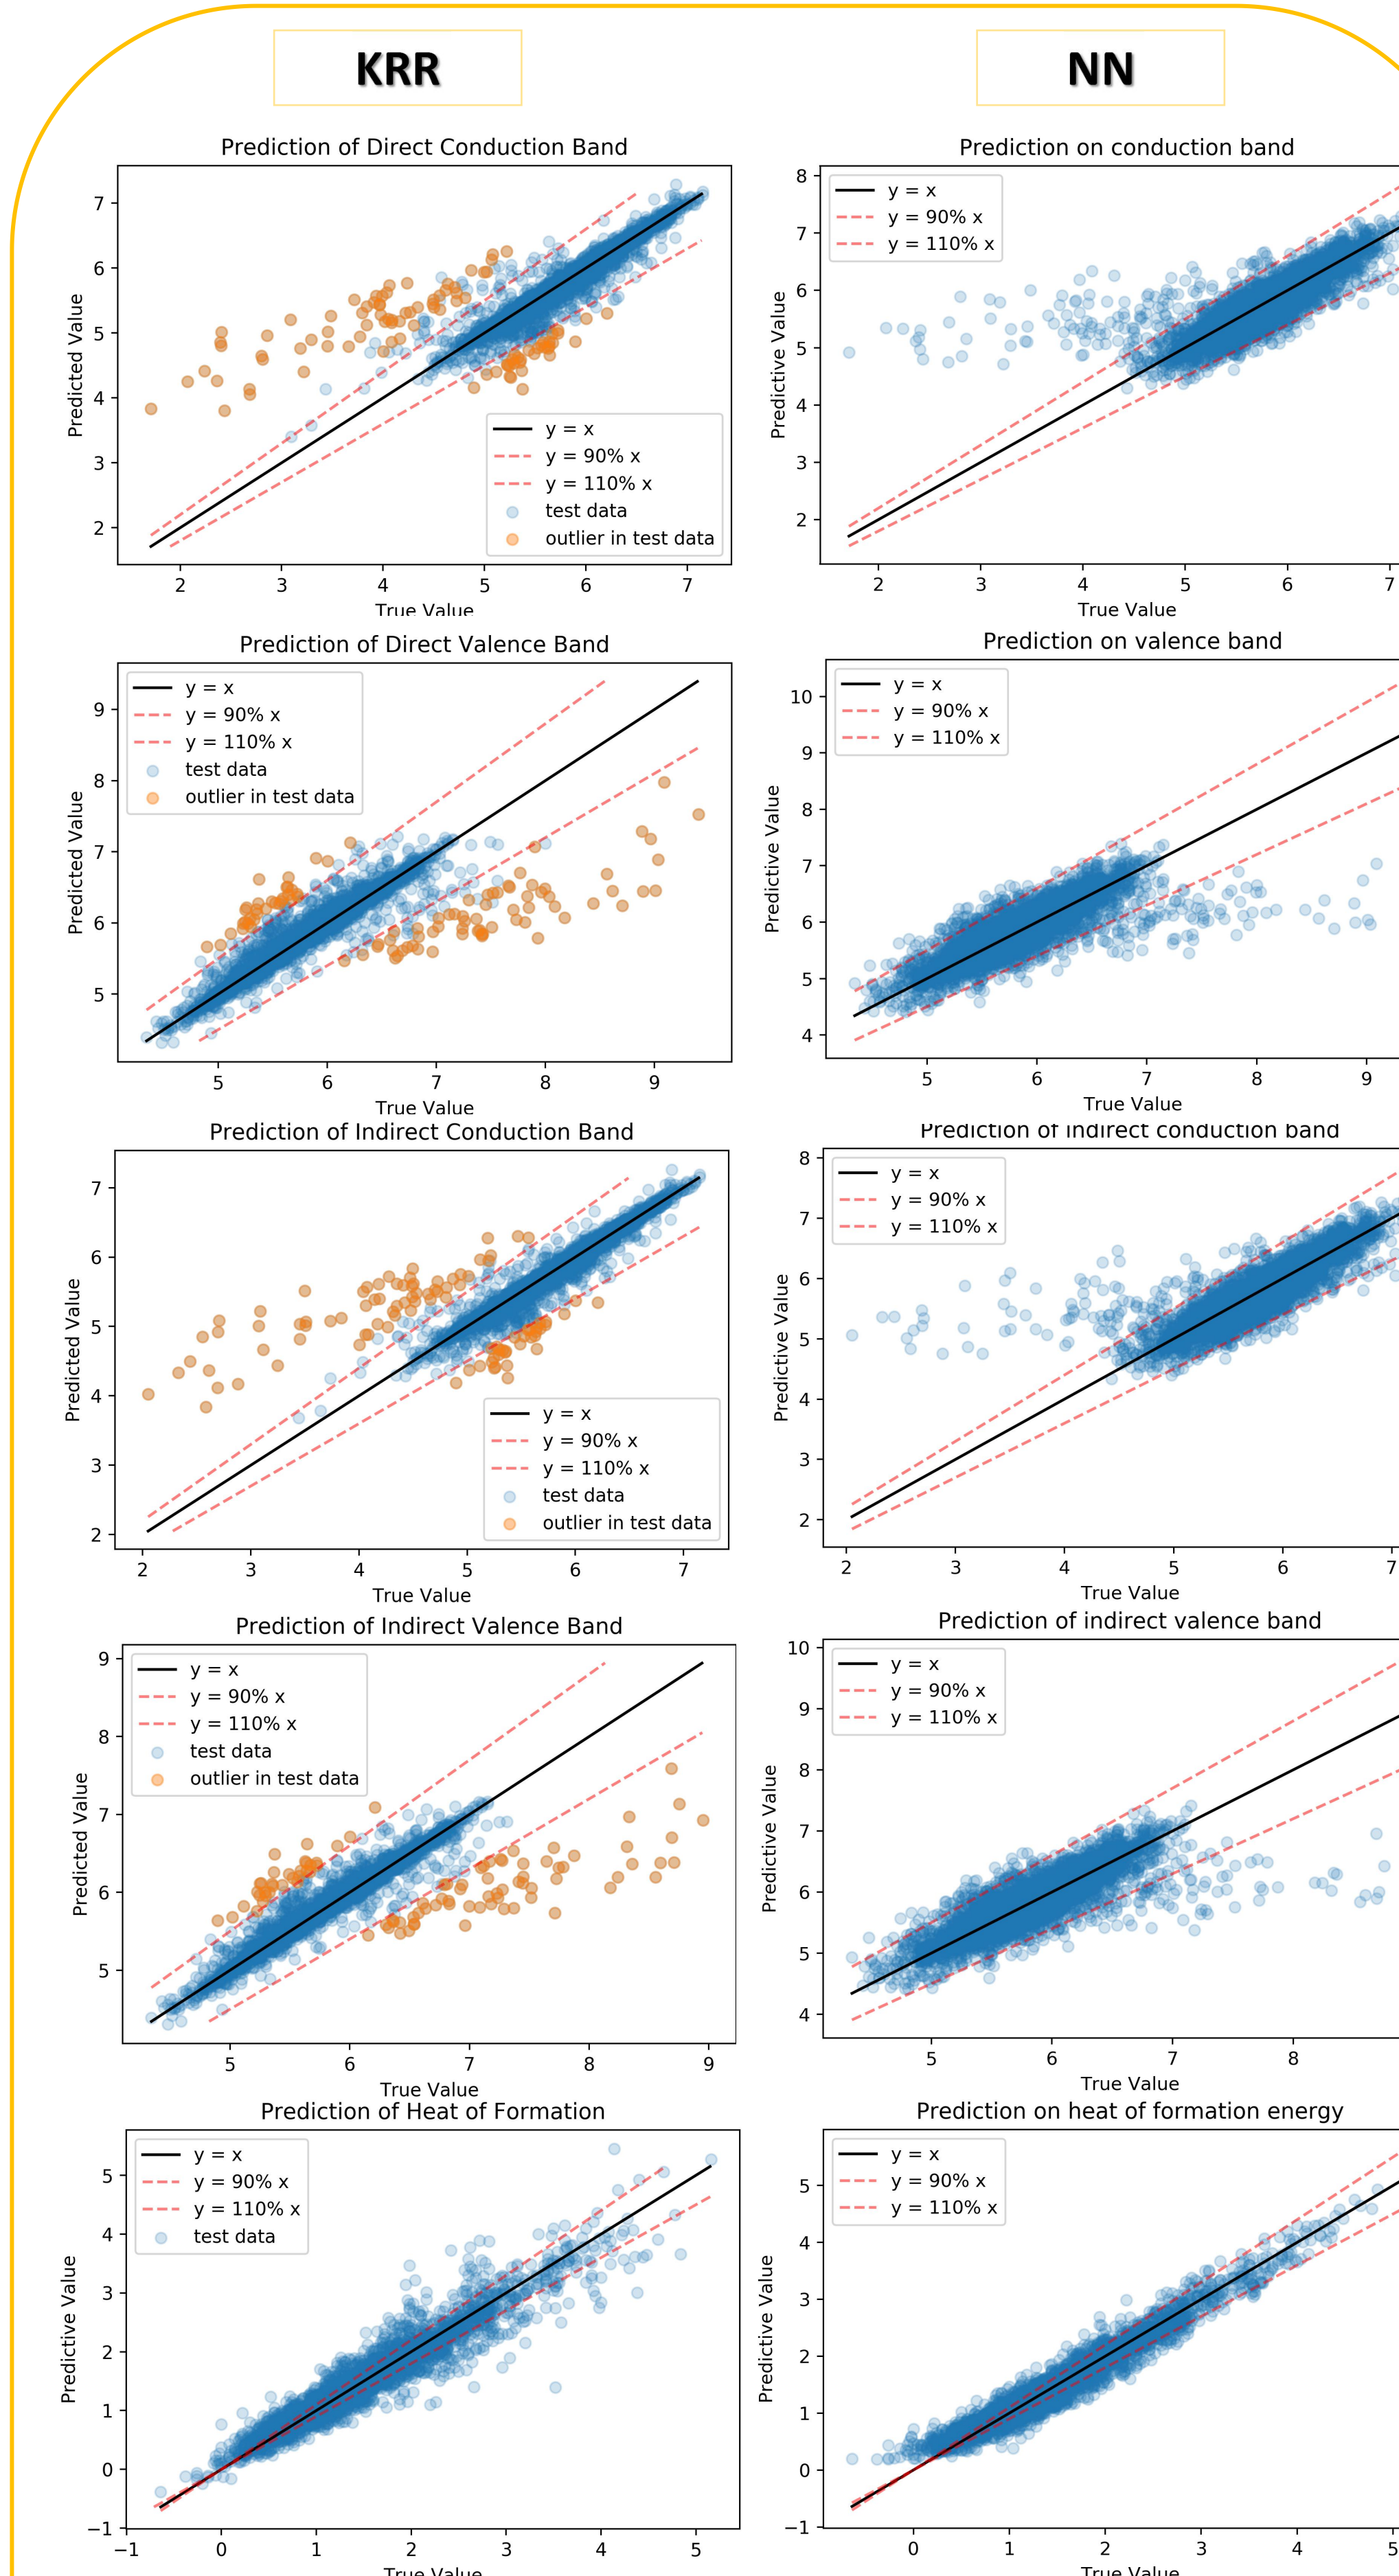 KRR
NN
Prediction of Direct Conduction Band
7
6
5
4
3
2
Predicted Value
y = x
y = 90% x
y = 110% x
test data
outlier in test data
2 3 4 5 6 7
True Value
Prediction on conduction band
8
7
6
5
4
3
2
Predictive Value
y = x
y = 90% x
y = 110% x
2 3 4 5 6 7
True Value
Prediction of Direct Valence Band
9
8
7
6
5
Predicted Value
y = x
y = 90% x
y = 110% x
test data
outlier in test data
5 6 7 8 9
True Value
Prediction on valence band
10
9
8
7
6
5
4
Predictive Value
y = x
y = 90% x
y = 110% x
5 6 7 8 9
True Value
Prediction of Indirect Conduction Band
7
6
5
4
3
2
Predicted Value
y = x
y = 90% x
y = 110% x
test data
outlier in test data
2 3 4 5 6 7
True Value
Prediction of indirect conduction band
8
7
6
5
4
3
2
Predictive Value
y = x
y = 90% x
y = 110% x
2 3 4 5 6 7
True Value
Prediction of Indirect Valence Band
9
8
7
6
5
Predicted Value
y = x
y = 90% x
y = 110% x
test data
outlier in test data
5 6 7 8 9
True Value
Prediction of indirect valence band
10
9
8
7
6
5
4
Predictive Value
y = x
y = 90% x
y = 110% x
5 6 7 8
True Value
Prediction of Heat of Formation
5
4
3
2
1
0
−1
Predictive Value
y = x
y = 90% x
y = 110% x
test data
−1 0 1 2 3 4 5
True Value
Prediction on heat of formation energy
5
4
3
2
1
0
−1
Predictive Value
y = x
y = 90% x
y = 110% x
0 1 2 3 4 5
True Value